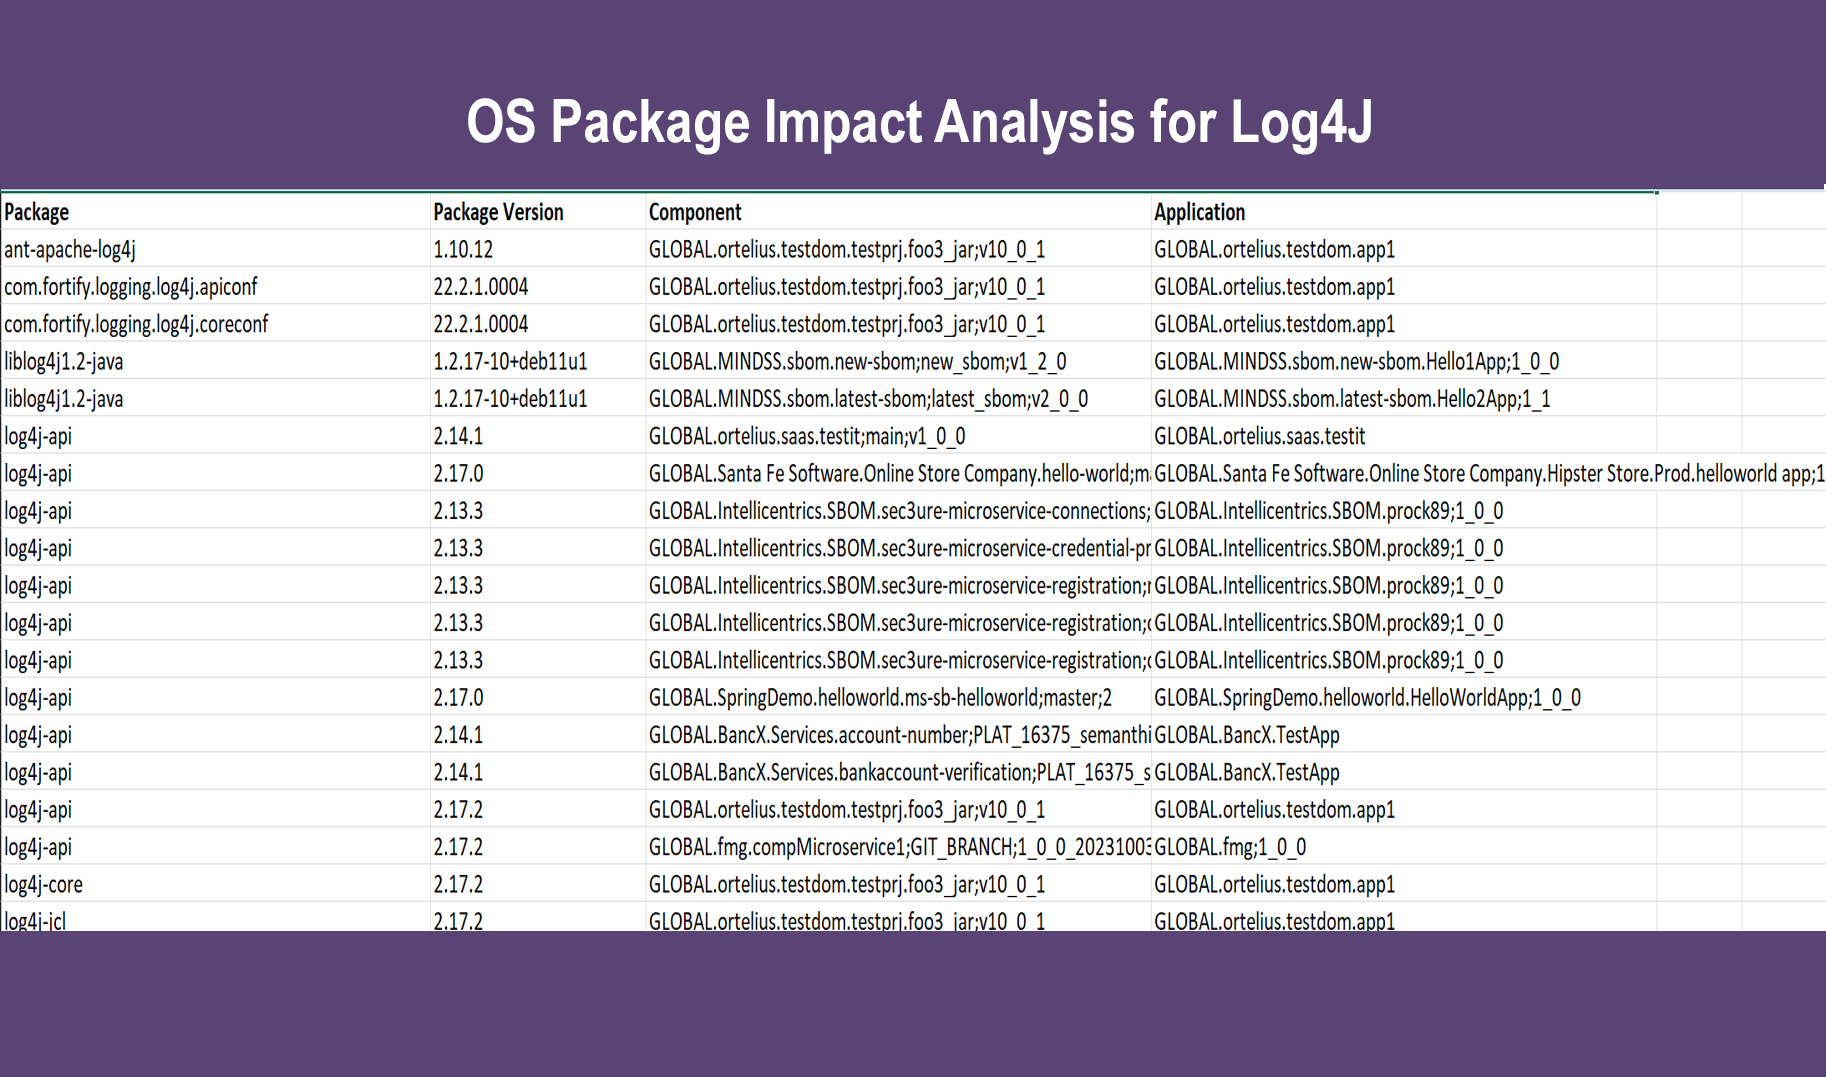 OS Package Impact Analysis for Log4J
Package Package Version Component Application
ant-apache-log4j 1.10.12 GLOBAL.ortelius.testdom.testprj.foo3_jar;v10_0_1 GLOBAL.ortelius.testdom.app1
com.fortify.logging.log4j.apiconf 22.2.1.0004 GLOBAL.ortelius.testdom.testprj.foo3_jar;v10_0_1 GLOBAL.ortelius.testdom.app1
com.fortify.logging.log4j.coreconf 22.2.1.0004 GLOBAL.ortelius.testdom.testprj.foo3_jar;v10_0_1 GLOBAL.ortelius.testdom.app1
liblog4j1.2-java 1.2.17-10+deb11u1 GLOBAL.MINDSS.sbom.new-sbom;new_sbom;v1_2_0 GLOBAL.MINDSS.sbom.new-sbom.Hello1App;1_0_0
liblog4j1.2-java 1.2.17-10+deb11u1 GLOBAL.MINDSS.sbom.latest-sbom;latest_sbom;v2_0_0 GLOBAL.MINDSS.sbom.latest-sbom.Hello2App;1_1
log4j-api 2.14.1 GLOBAL.ortelius.saas.testit;main;v1_0_0 GLOBAL.ortelius.saas.testit
log4j-api 2.17.0 GLOBAL.Santa Fe Software.Online Store Company.hello-world;m GLOBAL.Santa Fe Software.Online Store Company.Hipster Store.Prod.helloworld app;1
log4j-api 2.13.3 GLOBAL.Intellicentrics.SBOM.sec3ure-microservice-connections; GLOBAL.Intellicentrics.SBOM.prock89;1_0_0
log4j-api 2.13.3 GLOBAL.Intellicentrics.SBOM.sec3ure-microservice-credential-pr GLOBAL.Intellicentrics.SBOM.prock89;1_0_0
log4j-api 2.13.3 GLOBAL.Intellicentrics.SBOM.sec3ure-microservice-registration; GLOBAL.Intellicentrics.SBOM.prock89;1_0_0
log4j-api 2.13.3 GLOBAL.Intellicentrics.SBOM.sec3ure-microservice-registration; GLOBAL.Intellicentrics.SBOM.prock89;1_0_0
log4j-api 2.13.3 GLOBAL.Intellicentrics.SBOM.sec3ure-microservice-registration; GLOBAL.Intellicentrics.SBOM.prock89;1_0_0
log4j-api 2.17.0 GLOBAL.SpringDemo.helloworld.ms-sb-helloworld;master;2 GLOBAL.SpringDemo.helloworld.HelloWorldApp;1_0_0
log4j-api 2.14.1 GLOBAL.BancX.Services.account-number;PLAT_16375_semanthi GLOBAL.BancX.TestApp
log4j-api 2.14.1 GLOBAL.BancX.Services.bankaccount-verification;PLAT_16375_s GLOBAL.BancX.TestApp
log4j-api 2.17.2 GLOBAL.ortelius.testdom.testprj.foo3_jar;v10_0_1 GLOBAL.ortelius.testdom.app1
log4j-api 2.17.2 GLOBAL.fmg.compMicroservice1;GIT_BRANCH;1_0_0_20231003 GLOBAL.fmg;1_0_0
log4j-core 2.17.2 GLOBAL.ortelius.testdom.testprj.foo3_jar;v10_0_1 GLOBAL.ortelius.testdom.app1
log4j-jcl 2.17.2 GLOBAL.ortelius.testdom.testprj.foo3_jar;v10_0_1 GLOBAL.ortelius.testdom.app1